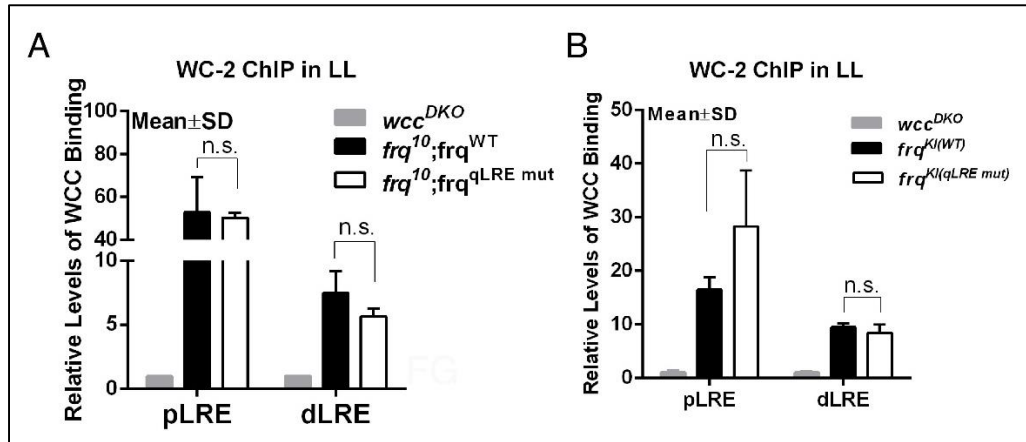 A
WC-2 ChIP in LL
Relative Levels of WCC Binding
100
80
60
40
10
5
0
Mean±SD
n.s.
n.s.
wcc^DKO
frq^10;frq^WT
frq^10;frq^qLRE mut
pLRE
dLRE
FG
B
WC-2 ChIP in LL
Relative Levels of WCC Binding
50
40
30
20
10
0
Mean±SD
n.s.
n.s.
wcc^DKO
frq^KI(WT)
frq^KI(qLRE mut)
pLRE
dLRE